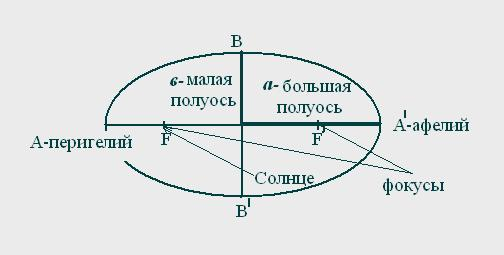 В
в- малая
полуось
а- большая
полуось
А-перигелий
F
F
А'-афелий
Солнце
фокусы
В'